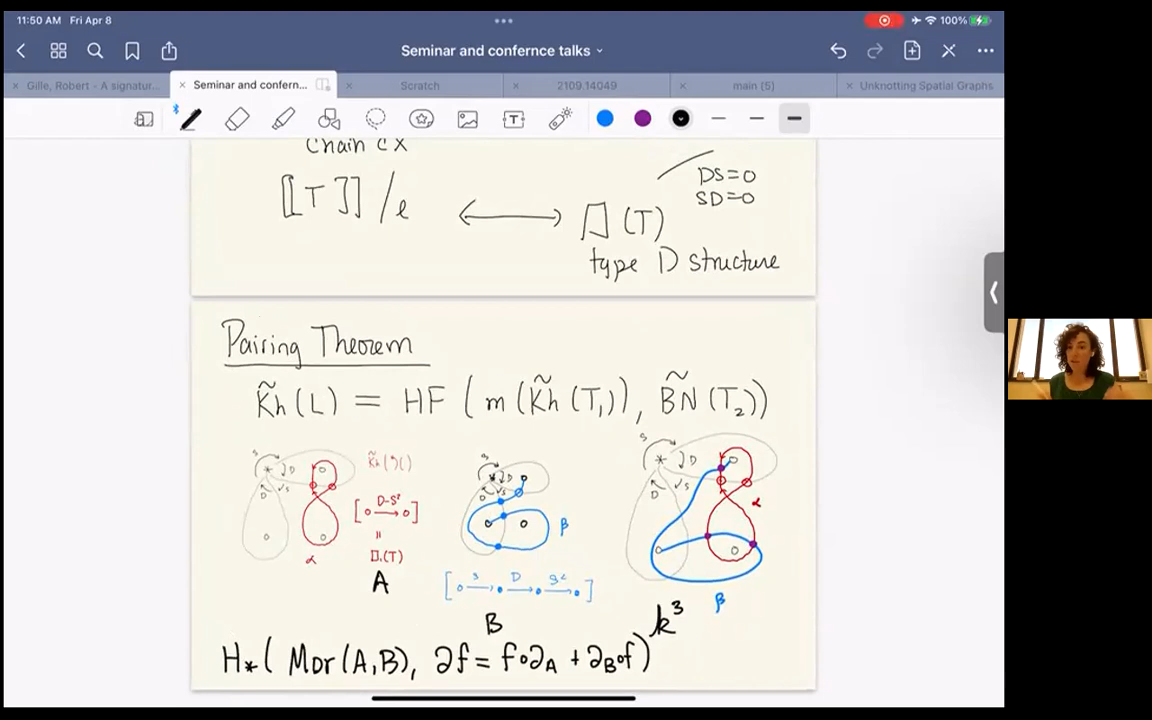 11:50 AM Fri Apr 8
100%
Seminar and confernce talks
Gille, Robert - A signatur...
Seminar and confern...
Scratch
2109.14049
main (5)
Unknotting Spatial Graphs
Chain CX
[[T]]/l
DS=0
SD=0
Д(T)
type D structure
Pairing Theorem
K̃h(L) = HF(m(K̃h(T₁)), B̃N(T₂))
S
D
D
S
α
[∘ D-S² → ∘]
"
Д₁(T)
A
S
D
D
S
β
[∘ S → • D → • S² → •]
B
S
D
D
S
α
β
k³
H*(Mor(A,B), ∂f = f∘∂A + ∂B∘f)